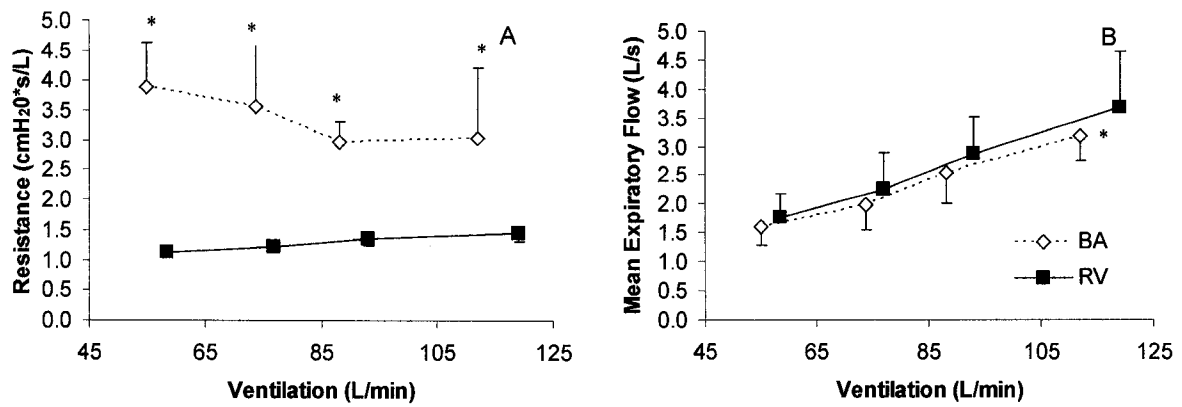 A
Resistance (cmH₂0*s/L)
5.0
4.5
4.0
3.5
3.0
2.5
2.0
1.5
1.0
0.5
0.0
* * * *
45 65 85 105 125
Ventilation (L/min)
B
Mean Expiratory Flow (L/s)
5.0
4.5
4.0
3.5
3.0
2.5
2.0
1.5
1.0
0.5
0.0
*
BA
RV
45 65 85 105 125
Ventilation (L/min)